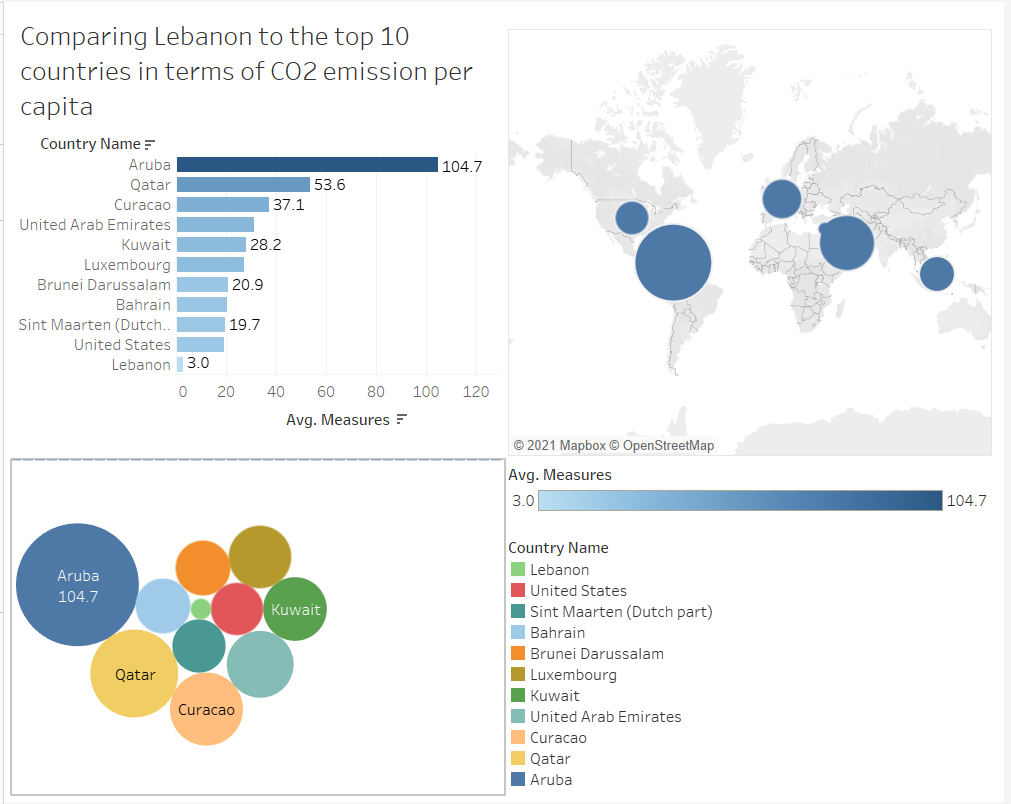 Comparing Lebanon to the top 10
countries in terms of CO2 emission per
capita
Country Name
Aruba 104.7
Qatar 53.6
Curacao 37.1
United Arab Emirates
Kuwait 28.2
Luxembourg
Brunei Darussalam 20.9
Bahrain
Sint Maarten (Dutch.. 19.7
United States
Lebanon 3.0
0 20 40 60 80 100 120
Avg. Measures
© 2021 Mapbox © OpenStreetMap
Aruba
104.7
Kuwait
Qatar
Curacao
Avg. Measures
3.0 104.7
Country Name
Lebanon
United States
Sint Maarten (Dutch part)
Bahrain
Brunei Darussalam
Luxembourg
Kuwait
United Arab Emirates
Curacao
Qatar
Aruba